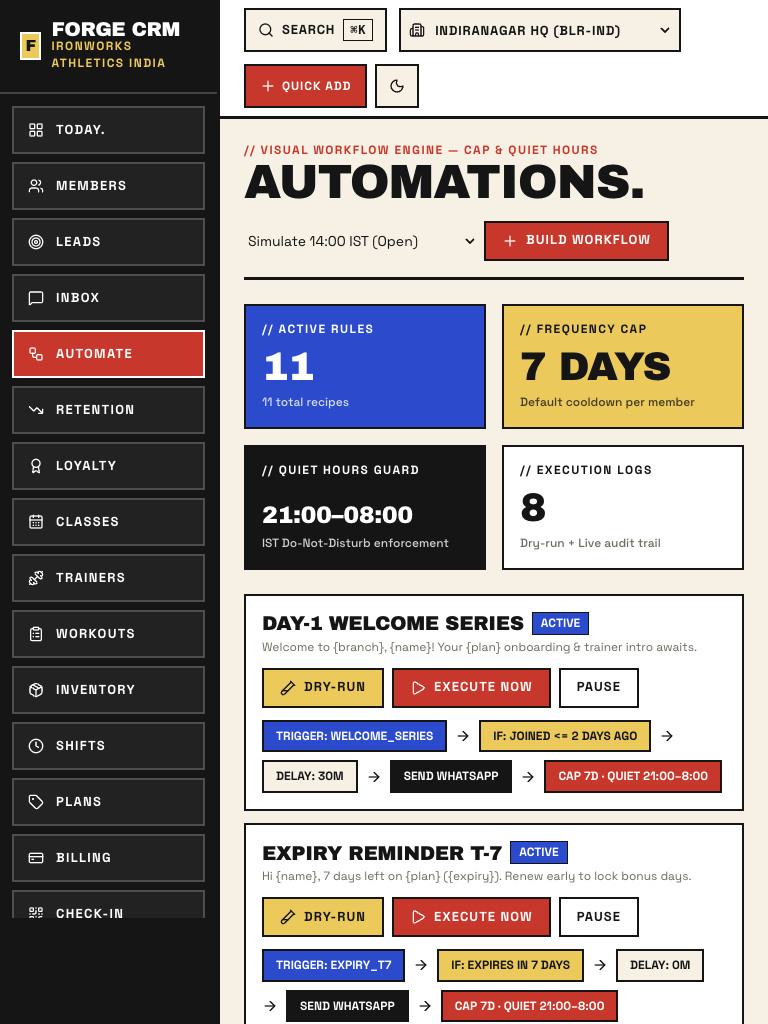 F
FORGE CRM
IRONWORKS
ATHLETICS INDIA
TODAY.
MEMBERS
LEADS
INBOX
AUTOMATE
RETENTION
LOYALTY
CLASSES
TRAINERS
WORKOUTS
INVENTORY
SHIFTS
PLANS
BILLING
CHECK-IN
SEARCH ⌘K
INDIRANAGAR HQ (BLR-IND)
QUICK ADD
// VISUAL WORKFLOW ENGINE — CAP & QUIET HOURS
AUTOMATIONS.
Simulate 14:00 IST (Open)
BUILD WORKFLOW
// ACTIVE RULES
11
11 total recipes
// FREQUENCY CAP
7 DAYS
Default cooldown per member
// QUIET HOURS GUARD
21:00–08:00
IST Do-Not-Disturb enforcement
// EXECUTION LOGS
8
Dry-run + Live audit trail
DAY-1 WELCOME SERIES ACTIVE
Welcome to {branch}, {name}! Your {plan} onboarding & trainer intro awaits.
DRY-RUN EXECUTE NOW PAUSE
TRIGGER: WELCOME_SERIES → IF: JOINED <= 2 DAYS AGO →
DELAY: 30M → SEND WHATSAPP → CAP 7D · QUIET 21:00–8:00
EXPIRY REMINDER T-7 ACTIVE
Hi {name}, 7 days left on {plan} ({expiry}). Renew early to lock bonus days.
DRY-RUN EXECUTE NOW PAUSE
TRIGGER: EXPIRY_T7 → IF: EXPIRES IN 7 DAYS → DELAY: 0M
→ SEND WHATSAPP → CAP 7D · QUIET 21:00–8:00